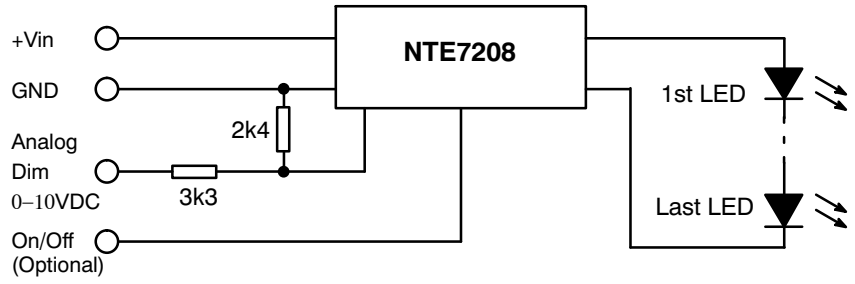 +Vin
NTE7208
GND
1st LED
2k4
Analog
Dim
3k3
0–10VDC
Last LED
On/Off
(Optional)